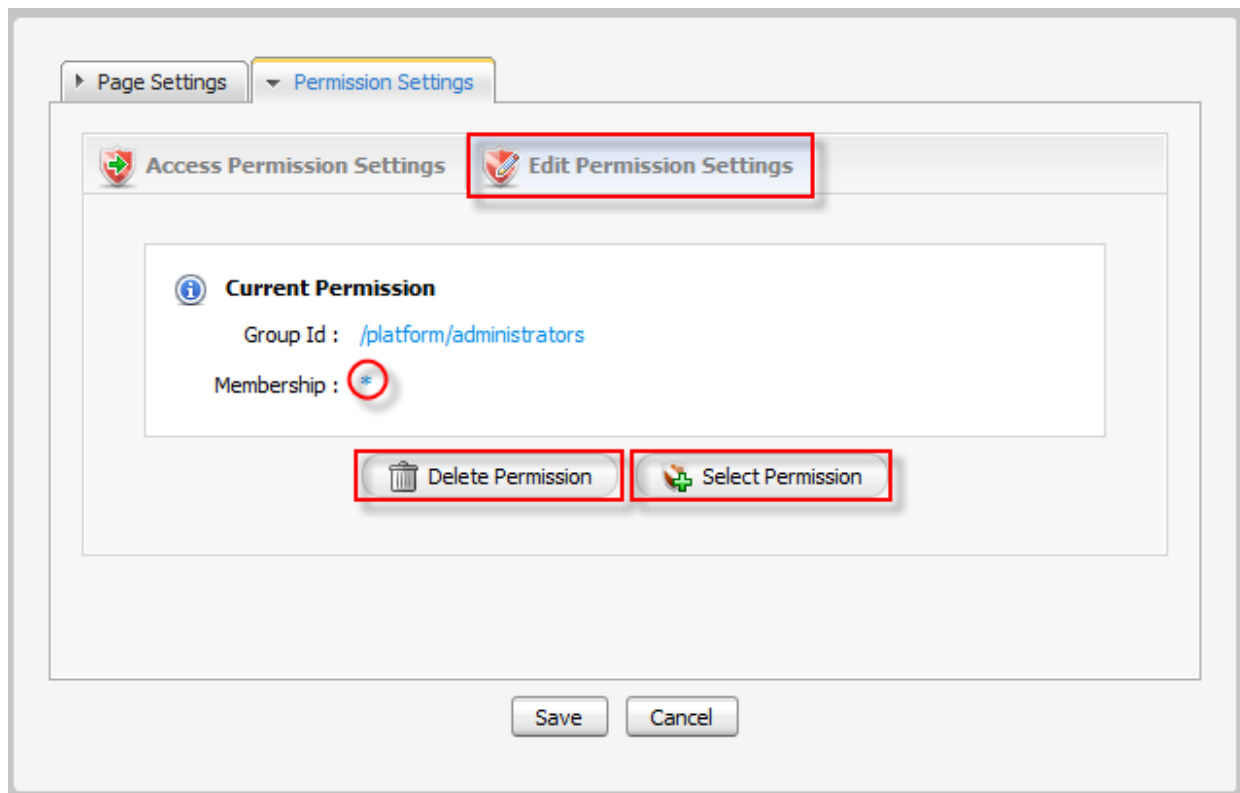 Page Settings Permission Settings
Access Permission Settings Edit Permission Settings
Current Permission
Group Id : /platform/administrators
Membership : *
Delete Permission Select Permission
Save Cancel